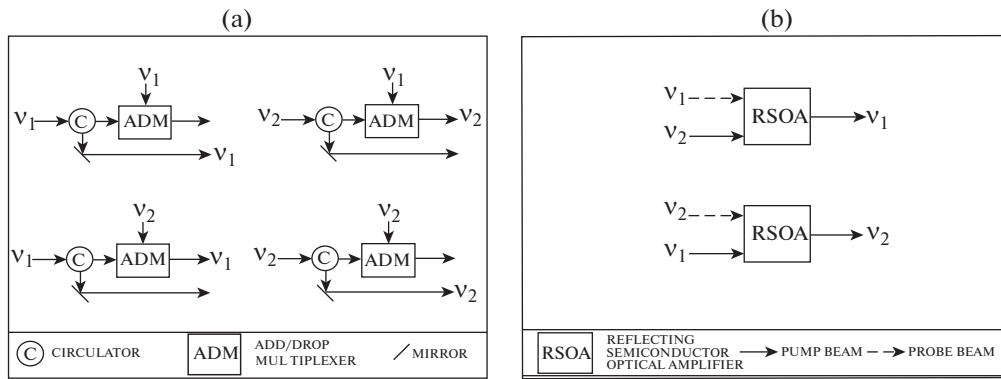 (a)
ν1 ν1
ν1 C ADM ν2 C ADM ν2
ν1
ν2 ν2
ν1 C ADM ν1 ν2 C ADM
ν2
C CIRCULATOR ADM ADD/DROP
MUL TIPLEXER MIRROR
(b)
ν1
RSOA ν1
ν2
ν2
RSOA ν2
ν1
RSOA REFLECTING
SEMICONDUCTOR
OPTICAL AMPLIFIER PUMP BEAM PROBE BEAM